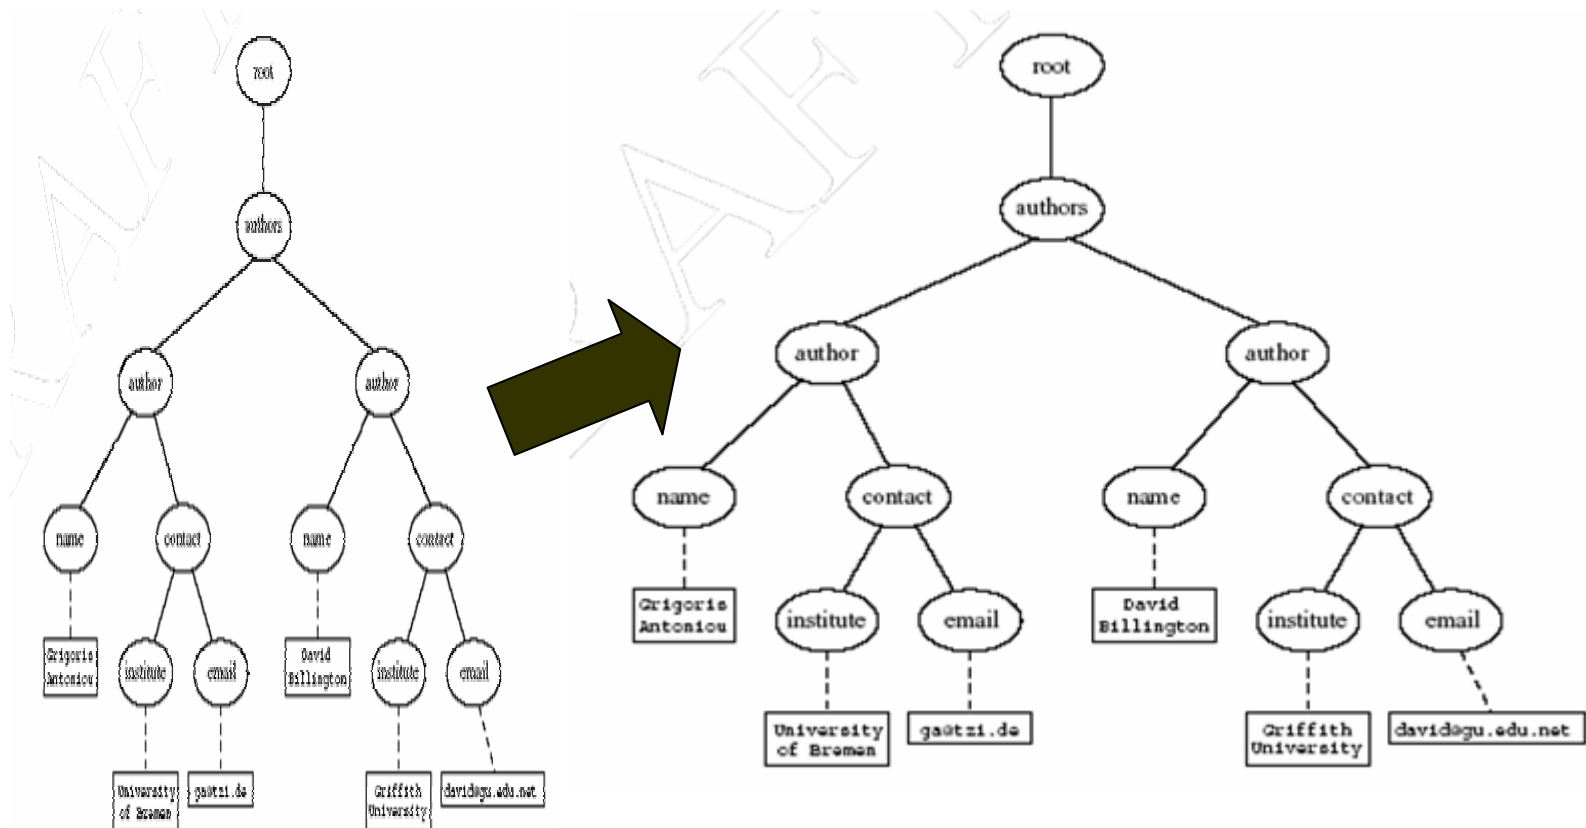 root
authors
author
author
name
contact
name
contact
Grigoris
Antoniou
institute
email
David
Billington
institute
email
University
of Bremen
ga@tzi.de
Griffith
University
david@gu.edu.net
root
authors
author
author
name
contact
name
contact
Grigoris
Antoniou
institute
email
David
Billington
institute
email
University
of Bremen
ga@tzi.de
Griffith
University
david@gu.edu.net